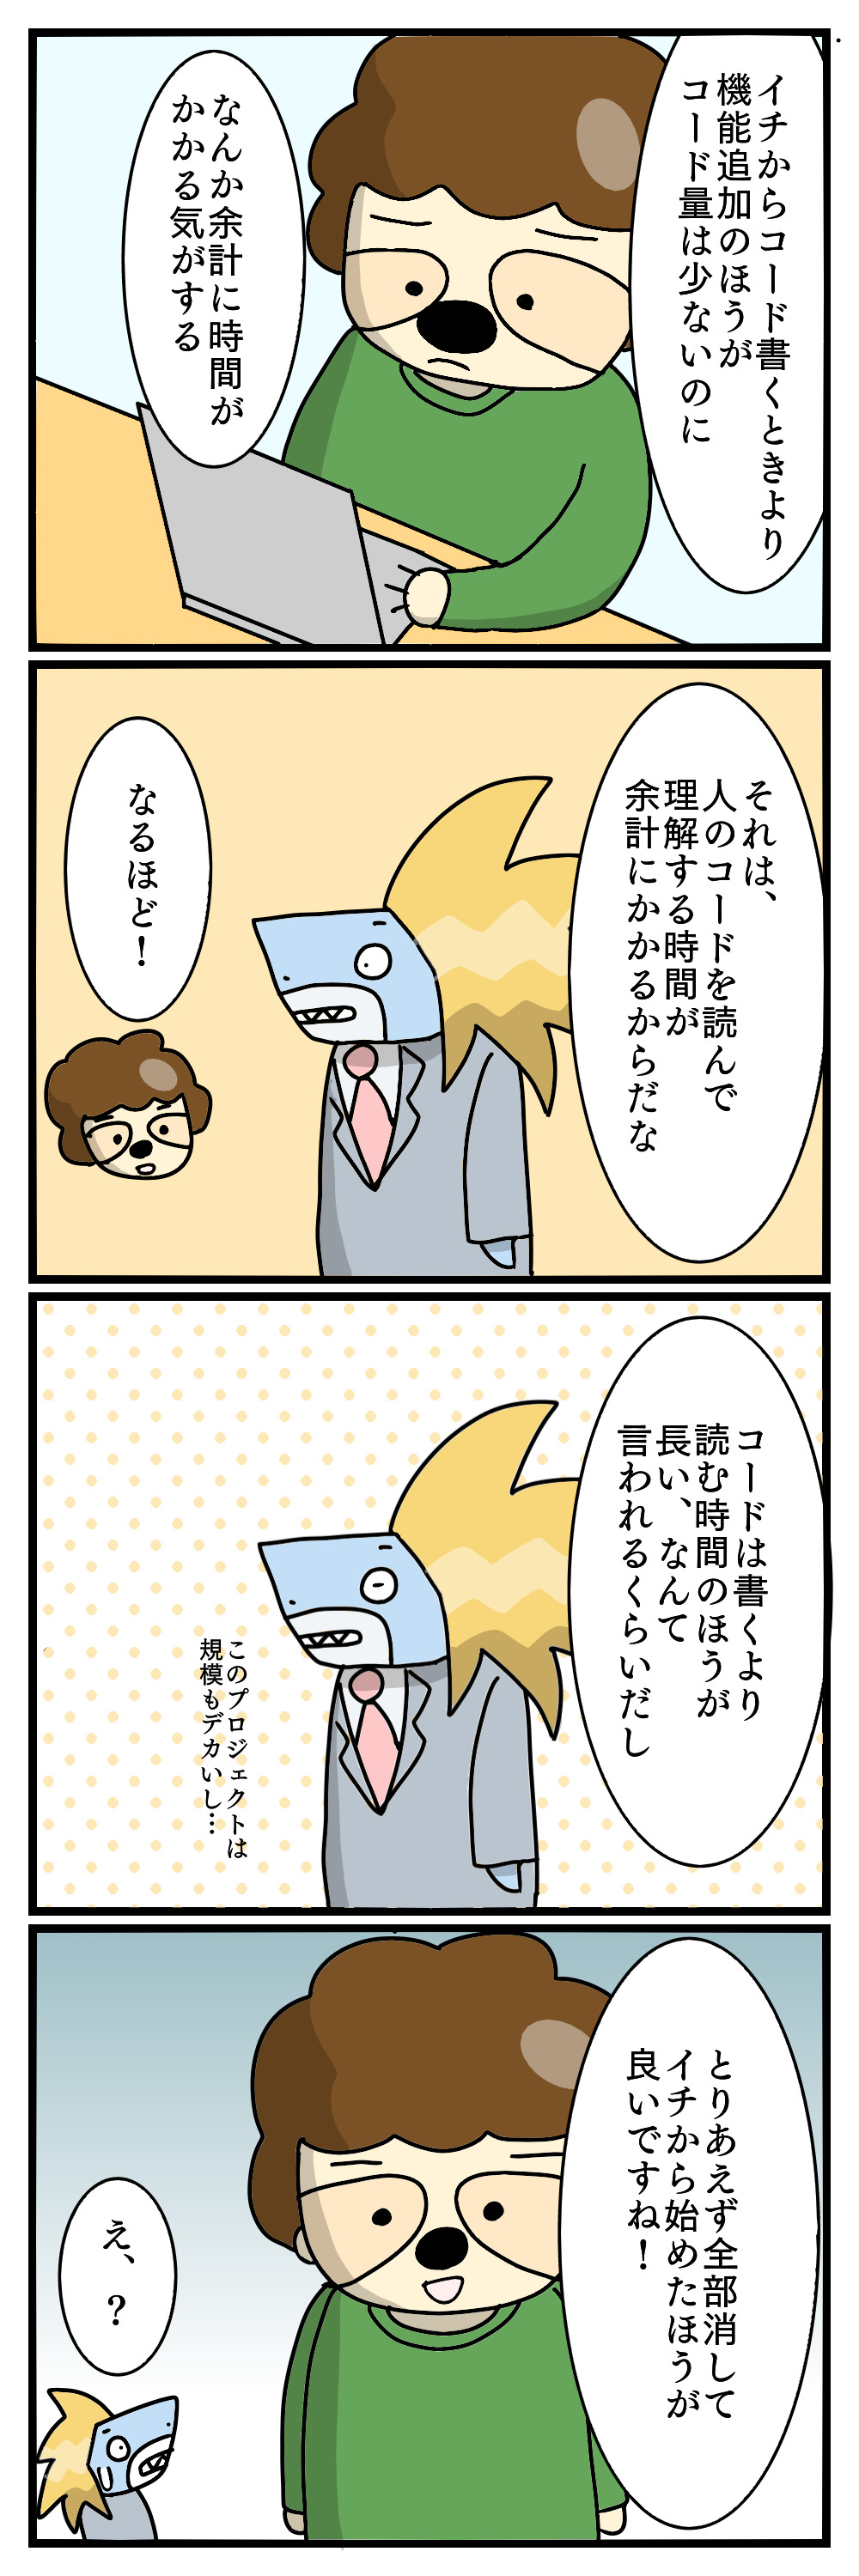 イチからコード書くときより
機能追加のほうが
コード量は少ないのに
なんか余計に時間が
かかる気がする
それは、
人のコードを読んで
理解する時間が
余計にかかるからだな
なるほど！
コードは書くより
読む時間のほうが
長い、なんて
言われるくらいだし
このプロジェクトは
規模もデカいし…
とりあえず全部消して
イチから始めたほうが
良いですね！
え、？